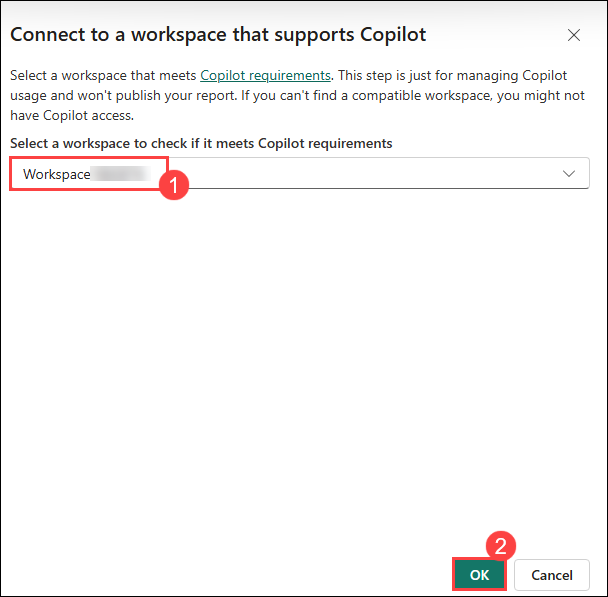 Connect to a workspace that supports Copilot
Select a workspace that meets Copilot requirements. This step is just for managing Copilot
usage and won't publish your report. If you can't find a compatible workspace, you might not
have Copilot access.
Select a workspace to check if it meets Copilot requirements
Workspace
1
2
OK
Cancel